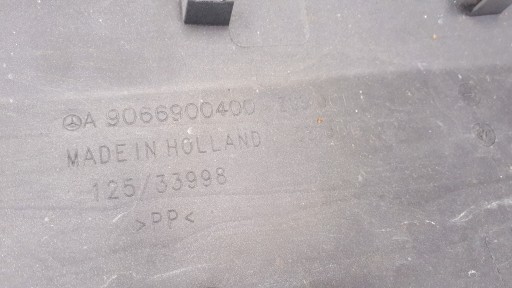 A 9066900400
MADE IN HOLLAND
125/33998
>PP<